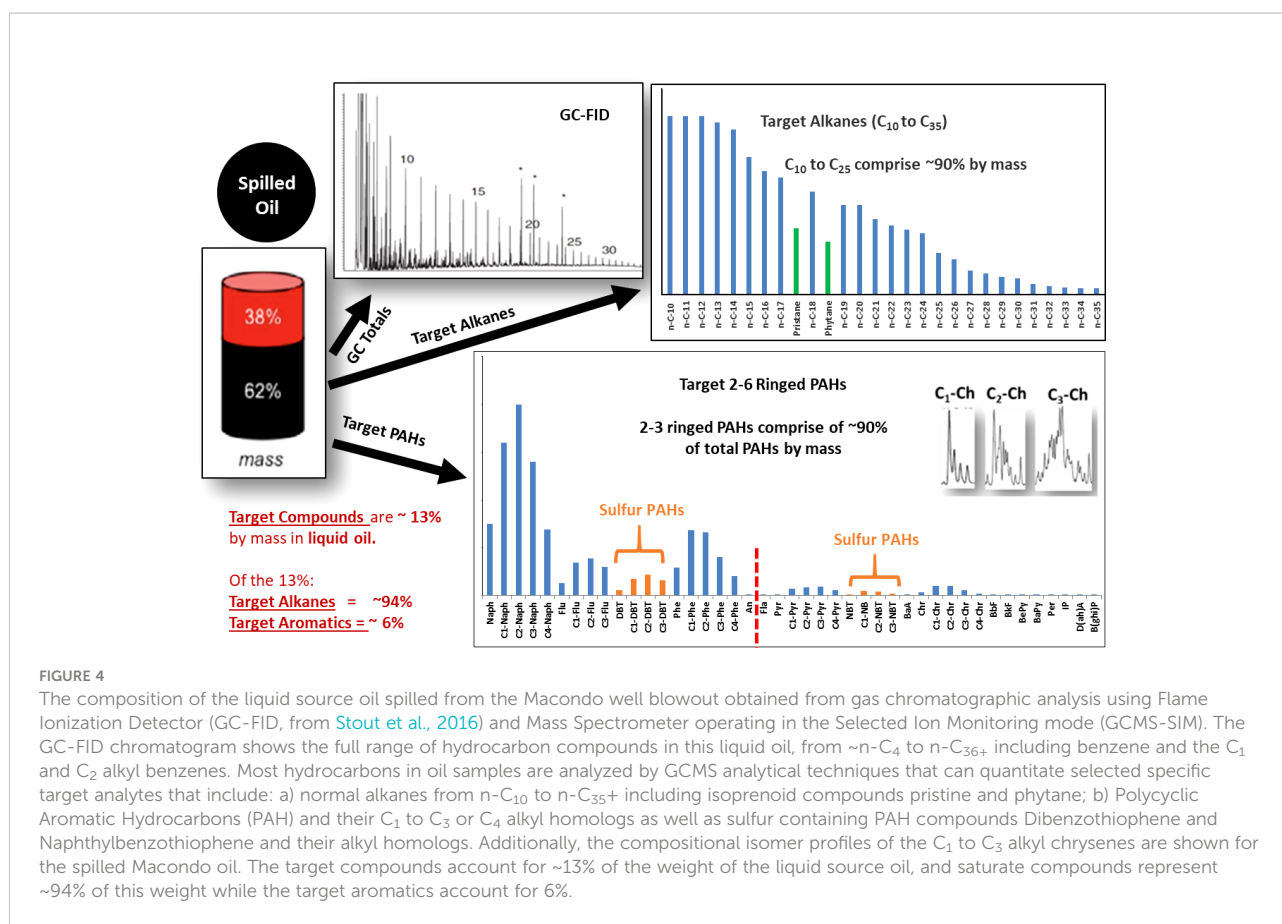 Spilled
Oil
38%
62%
mass
GC-FID
10
15
20
25
30
*
*
*
GC Totals
Target Alkanes
Target PAHs
Target Alkanes (C10 to C35)
C10 to C25 comprise ~90% by mass
n-C-10
n-C-11
n-C-12
n-C-13
n-C-14
n-C-15
n-C-16
n-C-17
Pristane
n-C-18
Phytane
n-C-19
n-C-20
n-C-21
n-C-22
n-C-23
n-C-24
n-C-25
n-C-26
n-C-27
n-C-28
n-C-29
n-C-30
n-C-31
n-C-32
n-C-33
n-C-34
n-C-35
Target 2-6 Ringed PAHs
2-3 ringed PAHs comprise of ~90%
of total PAHs by mass
C1-Ch
C2-Ch
C3-Ch
Sulfur PAHs
Sulfur PAHs
Naph
C1-Naph
C2-Naph
C3-Naph
C4-Naph
Flu
C1-Flu
C2-Flu
C3-Flu
DBT
C1-DBT
C2-DBT
C3-DBT
Phe
C1-Phe
C2-Phe
C3-Phe
C4-Phe
An
Fla
Pyr
C1-Pyr
C2-Pyr
C3-Pyr
C4-Pyr
NBT
C1-NB
C2-NBT
C3-NBT
BaA
Chr
C1-Chr
C2-Chr
C3-Chr
C4-Chr
BbF
BkF
BePy
BaPy
Per
IP
D[ah]A
B[ghi]P
Target Compounds are ~ 13%
by mass in liquid oil.
Of the 13%:
Target Alkanes = ~94%
Target Aromatics = ~ 6%
FIGURE 4
The composition of the liquid source oil spilled from the Macondo well blowout obtained from gas chromatographic analysis using Flame
Ionization Detector (GC-FID, from Stout et al., 2016) and Mass Spectrometer operating in the Selected Ion Monitoring mode (GCMS-SIM). The
GC-FID chromatogram shows the full range of hydrocarbon compounds in this liquid oil, from ~n-C4 to n-C36+ including benzene and the C1
and C2 alkyl benzenes. Most hydrocarbons in oil samples are analyzed by GCMS analytical techniques that can quantitate selected specific
target analytes that include: a) normal alkanes from n-C10 to n-C35+ including isoprenoid compounds pristine and phytane; b) Polycyclic
Aromatic Hydrocarbons (PAH) and their C1 to C3 or C4 alkyl homologs as well as sulfur containing PAH compounds Dibenzothiophene and
Naphthylbenzothiophene and their alkyl homologs. Additionally, the compositional isomer profiles of the C1 to C3 alkyl chrysenes are shown for
the spilled Macondo oil. The target compounds account for ~13% of the weight of the liquid source oil, and saturate compounds represent
~94% of this weight while the target aromatics account for 6%.